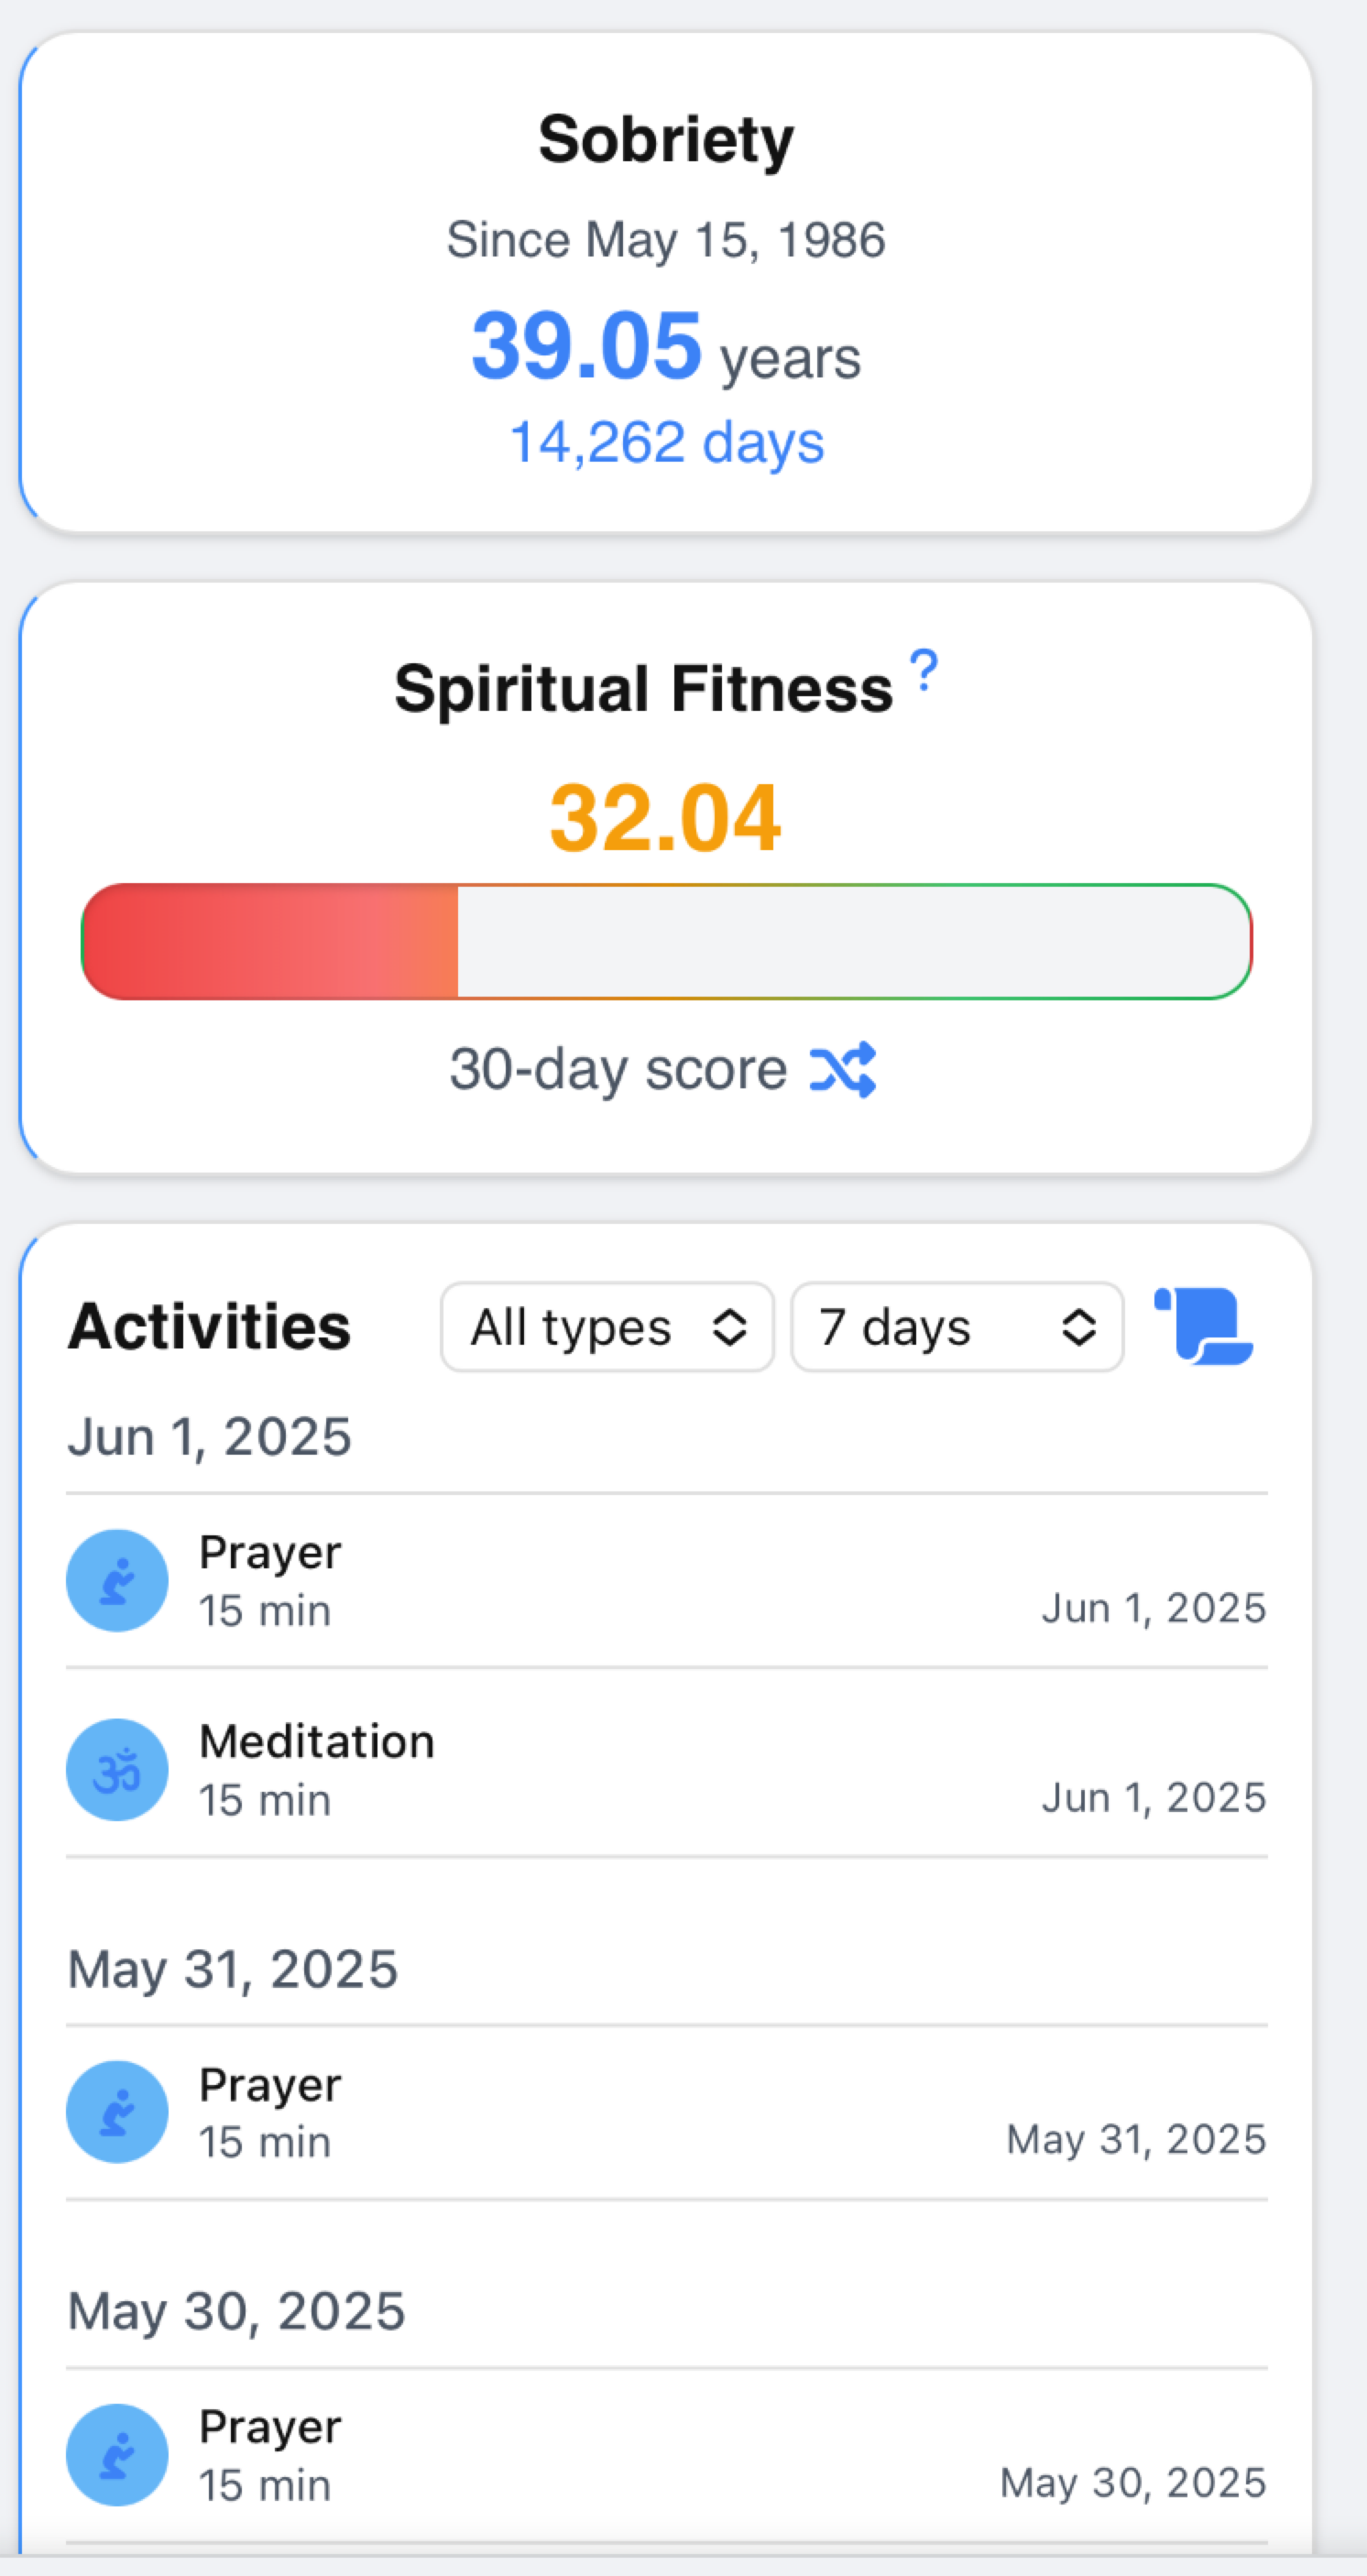 Sobriety
Since May 15, 1986
39.05 years
14,262 days
Spiritual Fitness ?
32.04
30-day score
Activities All types 7 days
Jun 1, 2025
Prayer
15 min Jun 1, 2025
ॐ Meditation
15 min Jun 1, 2025
May 31, 2025
Prayer
15 min May 31, 2025
May 30, 2025
Prayer
15 min May 30, 2025